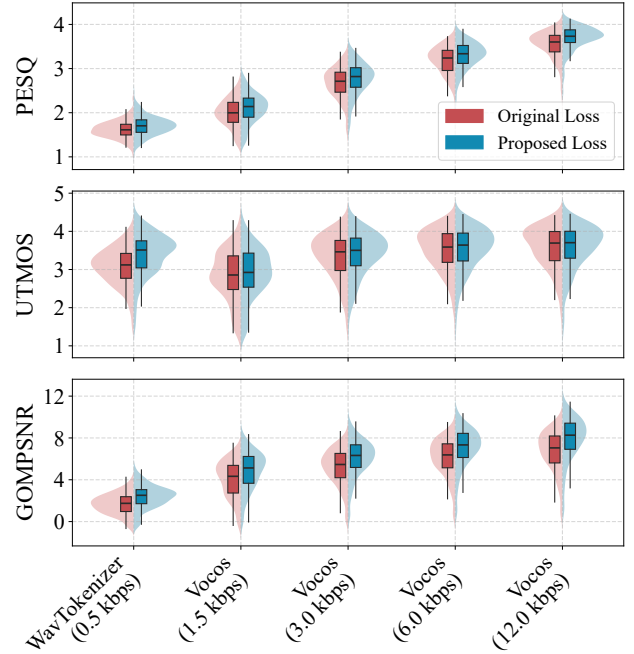 PESQ
4
3
2
1
Original Loss
Proposed Loss
UTMOS
5
4
3
2
1
GOMPSNR
12
8
4
0
WavTokenizer
(0.5 kbps)
Vocos
(1.5 kbps)
Vocos
(3.0 kbps)
Vocos
(6.0 kbps)
Vocos
(12.0 kbps)